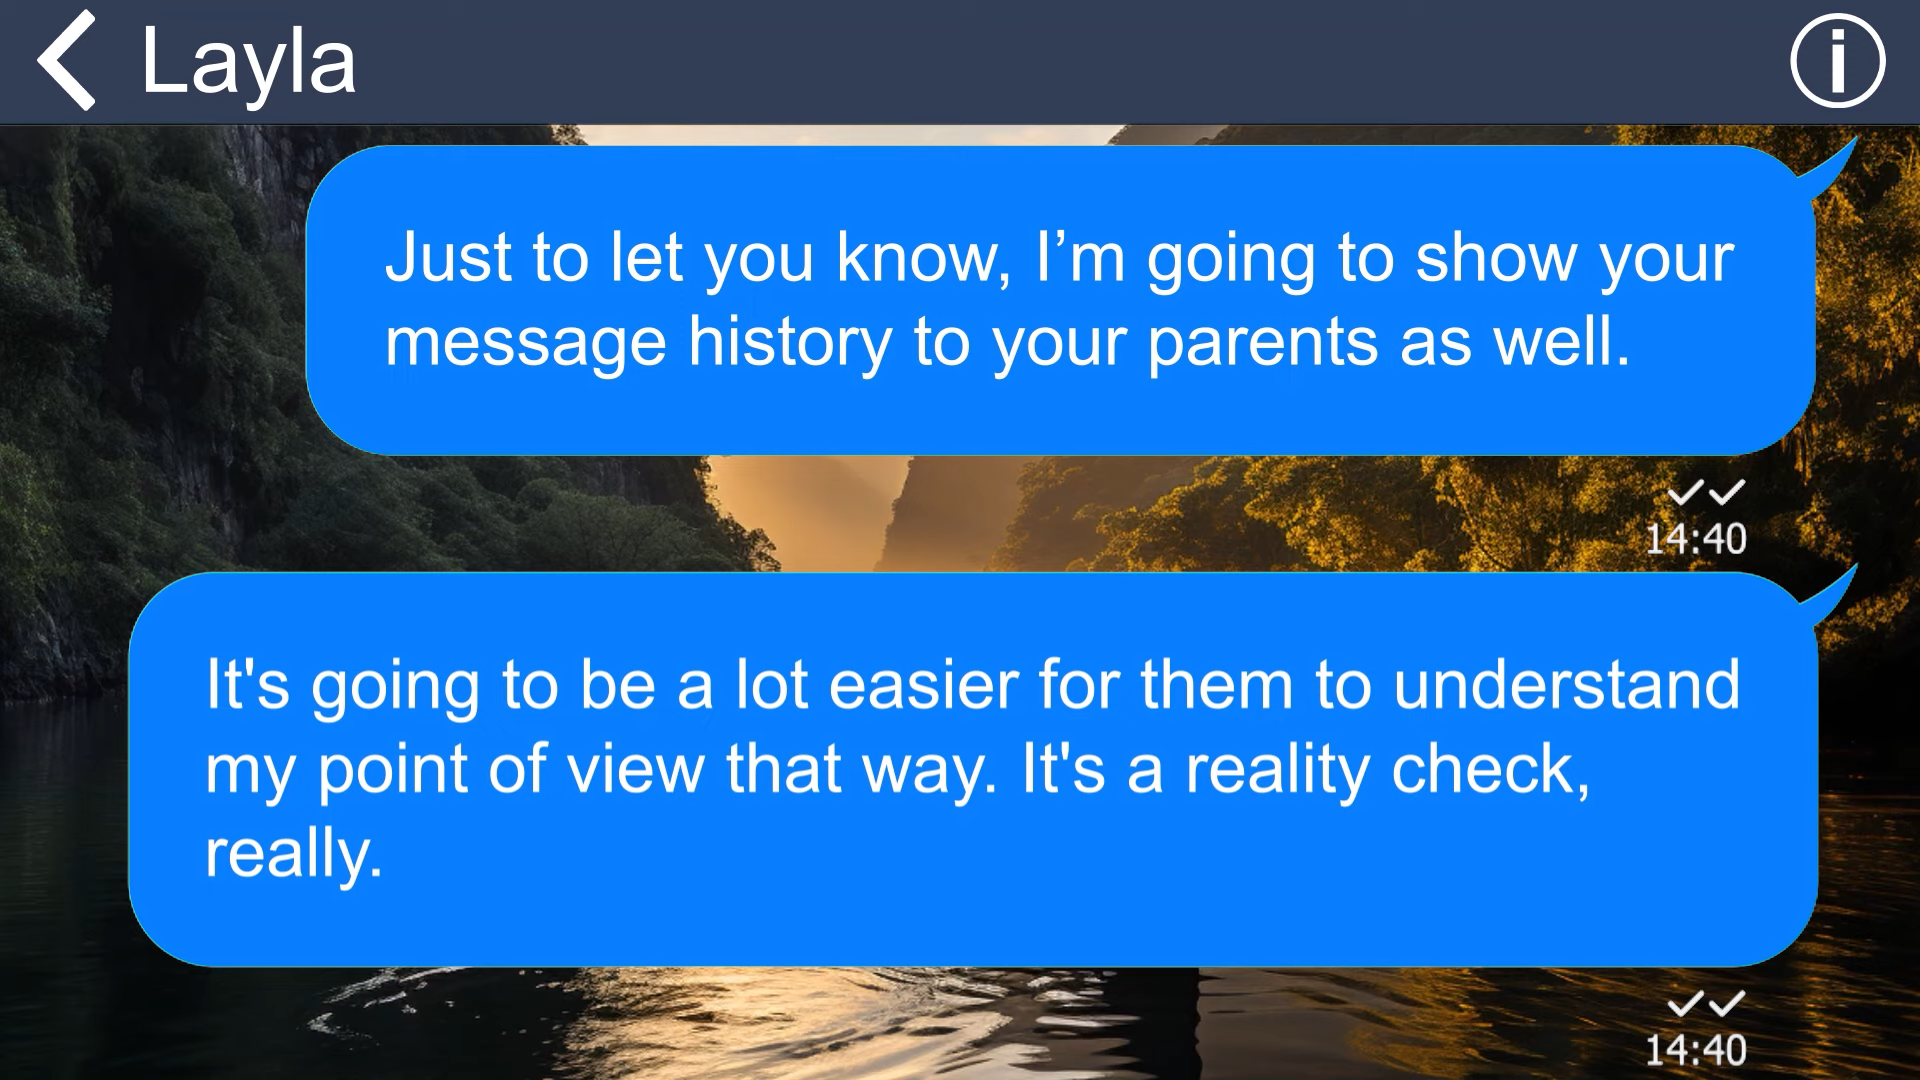 Layla
Just to let you know, I’m going to show your
message history to your parents as well.
14:40
It's going to be a lot easier for them to understand
my point of view that way. It's a reality check,
really.
14:40